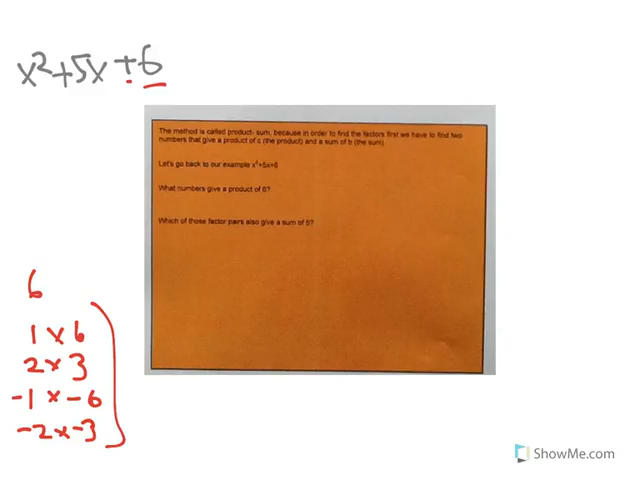 x²+5x+6
The method is called product- sum, because in order to find the factors first we have to find two
numbers that give a product of c (the product) and a sum of b (the sum)
Let's go back to our example x²+5x+6
What numbers give a product of 6?
Which of those factor pairs also give a sum of 5?
6
1 x 6
2 x 3
-1 x -6
-2 x -3
ShowMe.com